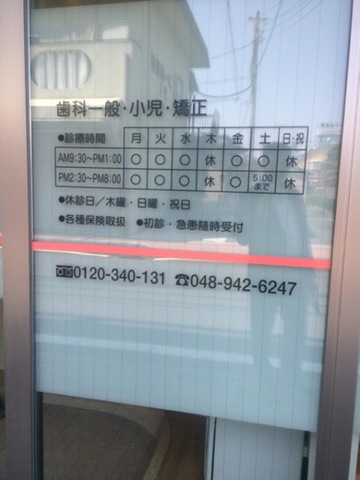 歯科一般・小児・矯正
●診療時間 月 火 水 木 金 土 日・祝
AM9:30～PM1:00 ○ ○ ○ 休 ○ ○ 休
PM2:30～PM8:00 ○ ○ ○ 休 ○ 5:00まで 休
●休診日／木曜・日曜・祝日
●各種保険取扱 ●初診・急患随時受付
0120-340-131 ☎048-942-6247